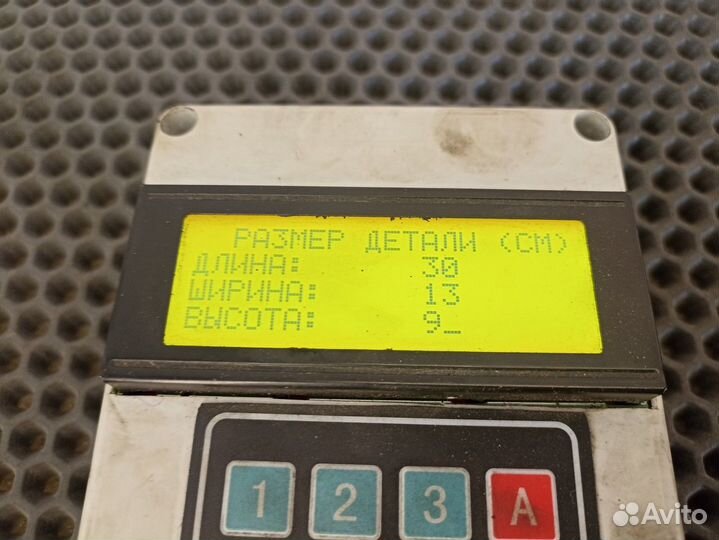 РАЗМЕР ДЕТАЛИ (СМ)
ДЛИНА: 30
ШИРИНА: 13
ВЫСОТА: 9_
1 2 3 A
Avito